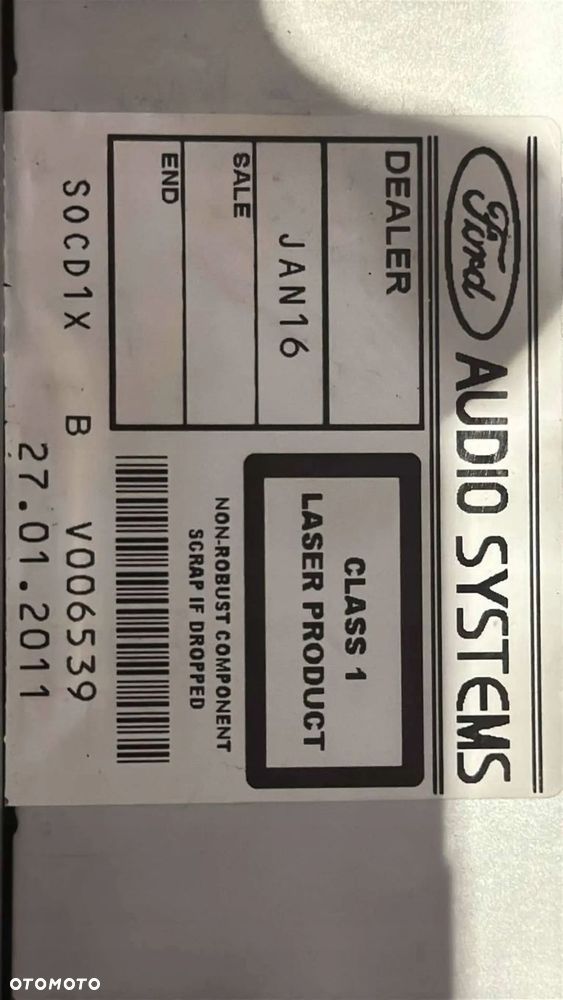 Ford AUDIO SYSTEMS
DEALER
JAN16
SALE
END
CLASS 1
LASER PRODUCT
NON-ROBUST COMPONENT
SCRAP IF DROPPED
S0CD1X B V006539
27.01.2011
OTOMOTO